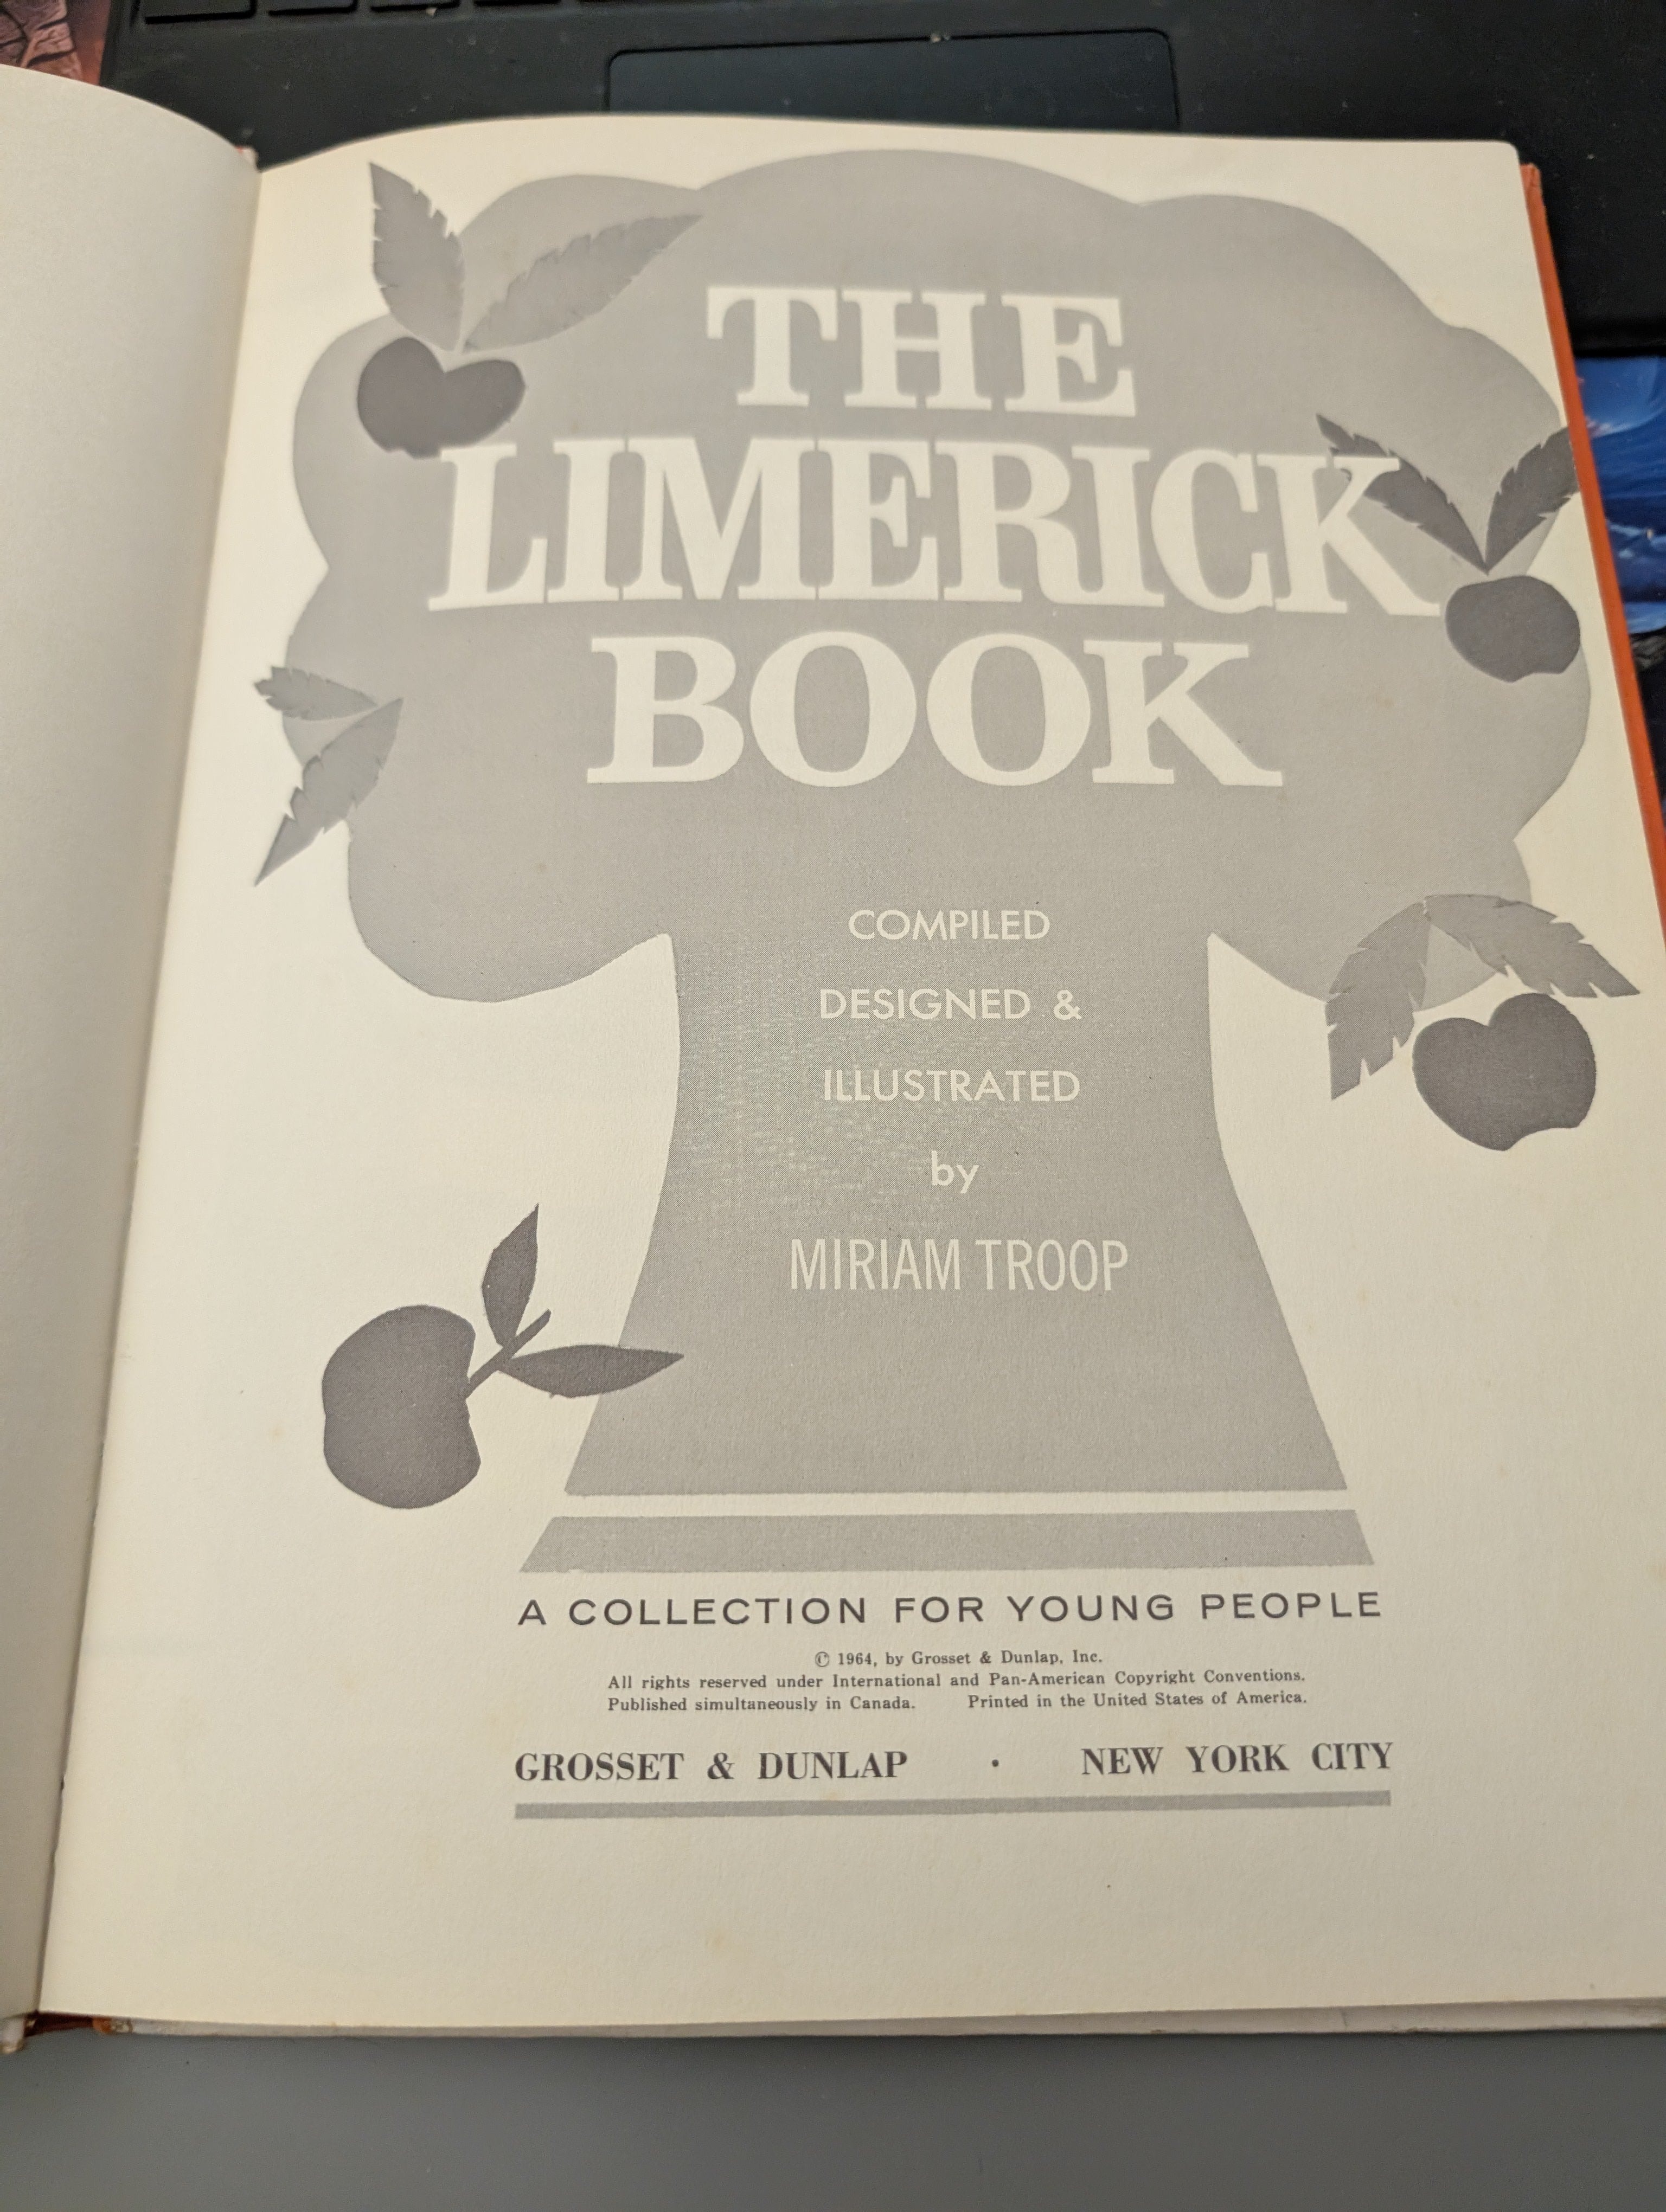 THE
LIMERICK
BOOK
COMPILED
DESIGNED &
ILLUSTRATED
by
MIRIAM TROOP
A COLLECTION FOR YOUNG PEOPLE
© 1964, by Grosset & Dunlap, Inc.
All rights reserved under International and Pan-American Copyright Conventions.
Published simultaneously in Canada. Printed in the United States of America.
GROSSET & DUNLAP · NEW YORK CITY